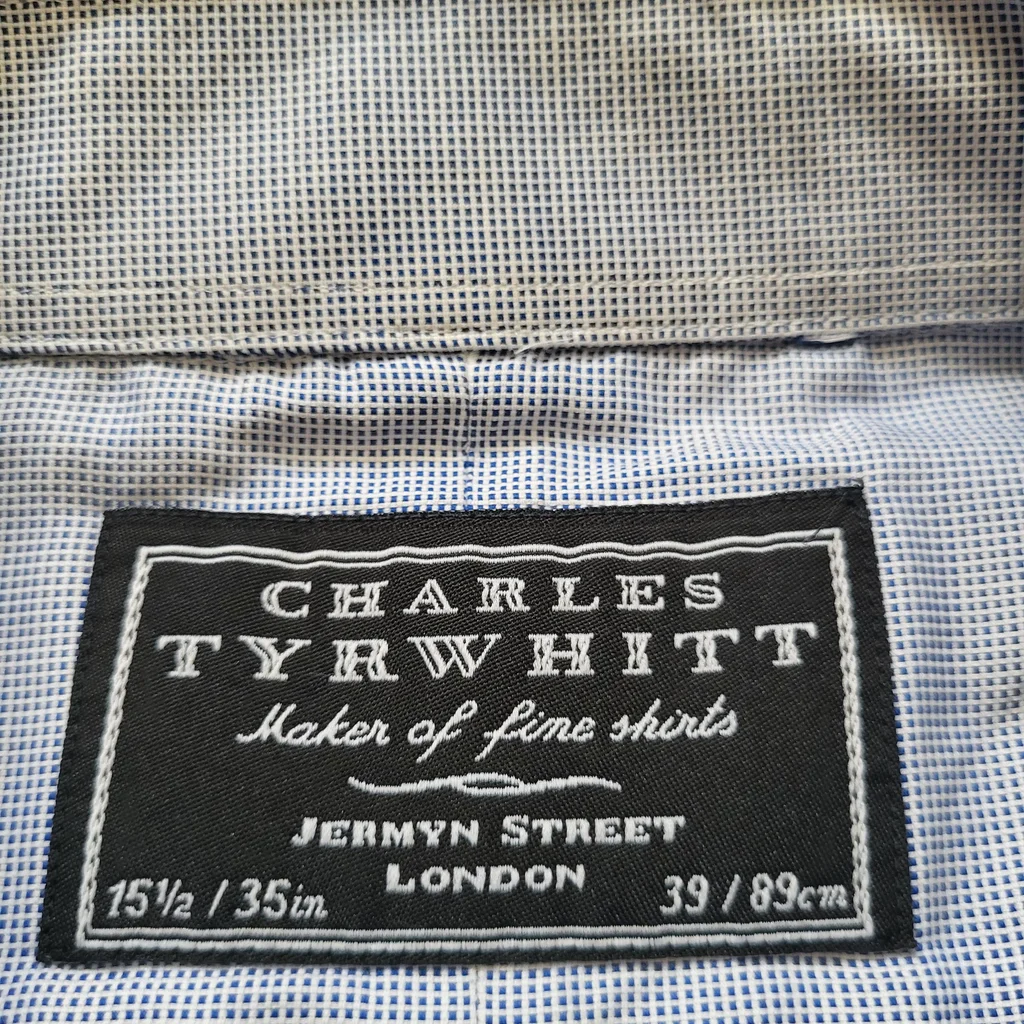 CHARLES
TYRWHITT
Maker of fine shirts
JERMYN STREET
LONDON
15½ / 35in 39 / 89cm